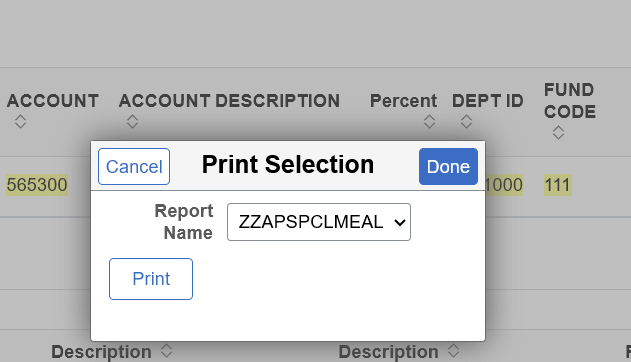 FUND
ACCOUNT ACCOUNT DESCRIPTION Percent DEPT ID CODE
Cancel Print Selection Done
565300 1000 111
Report
Name ZZAPSPCLMEAL
Print
Description Description